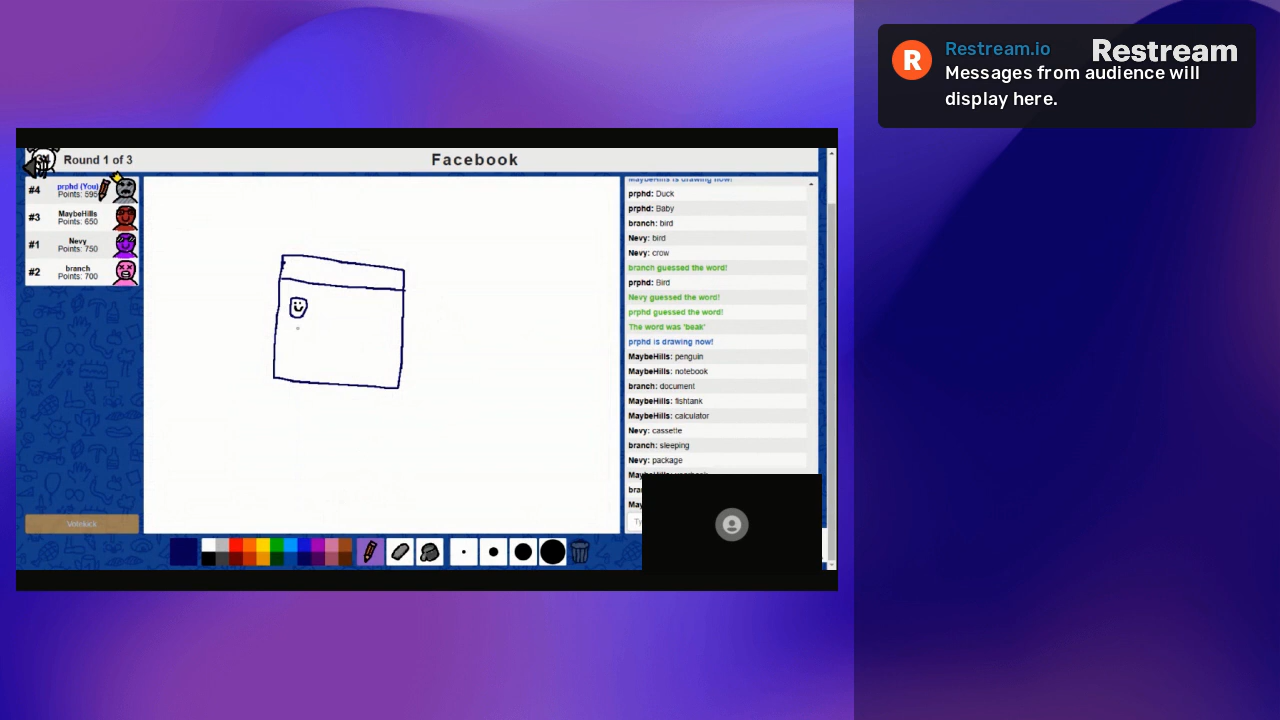 Restream.io
Restream
Messages from audience will
display here.
Round 1 of 3
Facebook
#4
prphd (You)
Points: 595
#3
MaybeHills
Points: 650
#1
Nevy
Points: 750
#2
branch
Points: 700
MaybeHills is drawing now!
prphd: Duck
prphd: Baby
branch: bird
Nevy: bird
Nevy: crow
branch guessed the word!
prphd: Bird
Nevy guessed the word!
prphd guessed the word!
The word was 'beak'
prphd is drawing now!
MaybeHills: penguin
MaybeHills: notebook
branch: document
MaybeHills: fishtank
MaybeHills: calculator
Nevy: cassette
branch: sleeping
Nevy: package
Votekick